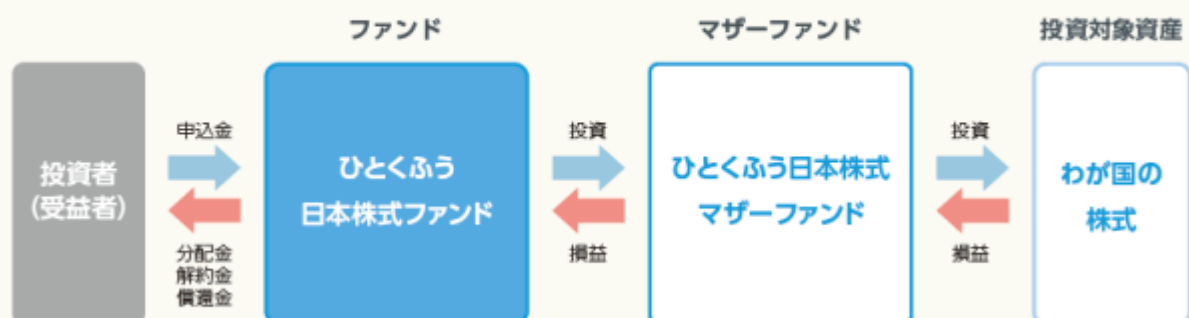 ファンド
マザーファンド
投資対象資産
投資者
(受益者)
申込金
分配金
解約金
償還金
ひとくふう
日本株式ファンド
投資
損益
ひとくふう日本株式
マザーファンド
投資
損益
わが国の
株式